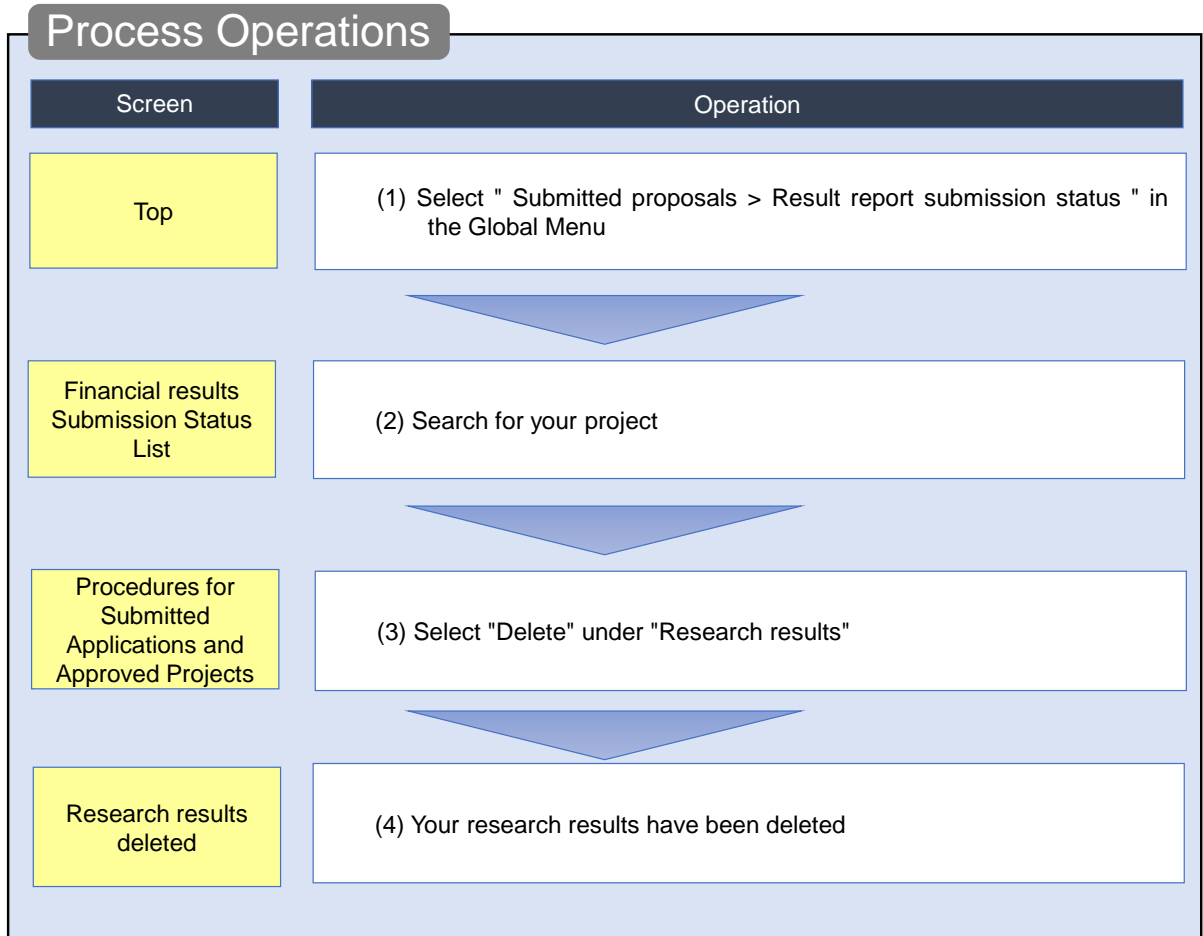 Process Operations
Screen
Operation
Top
(1) Select " Submitted proposals > Result report submission status " in
the Global Menu
Financial results
Submission Status
List
(2) Search for your project
Procedures for
Submitted
Applications and
Approved Projects
(3) Select "Delete" under "Research results"
Research results
deleted
(4) Your research results have been deleted